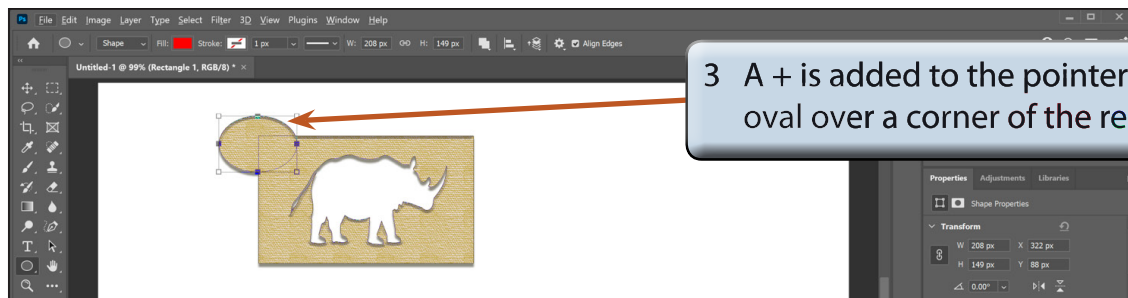 Ps File Edit Image Layer Type Select Filter 3D View Plugins Window Help
Shape Fill: Stroke: 1 px W: 208 px H: 149 px Align Edges
Untitled-1 @ 99% (Rectangle 1, RGB/8) * ×
3 A + is added to the pointer
oval over a corner of the re
Properties Adjustments Libraries
Shape Properties
Transform
W 208 px X 322 px
H 149 px Y 88 px
0.00°